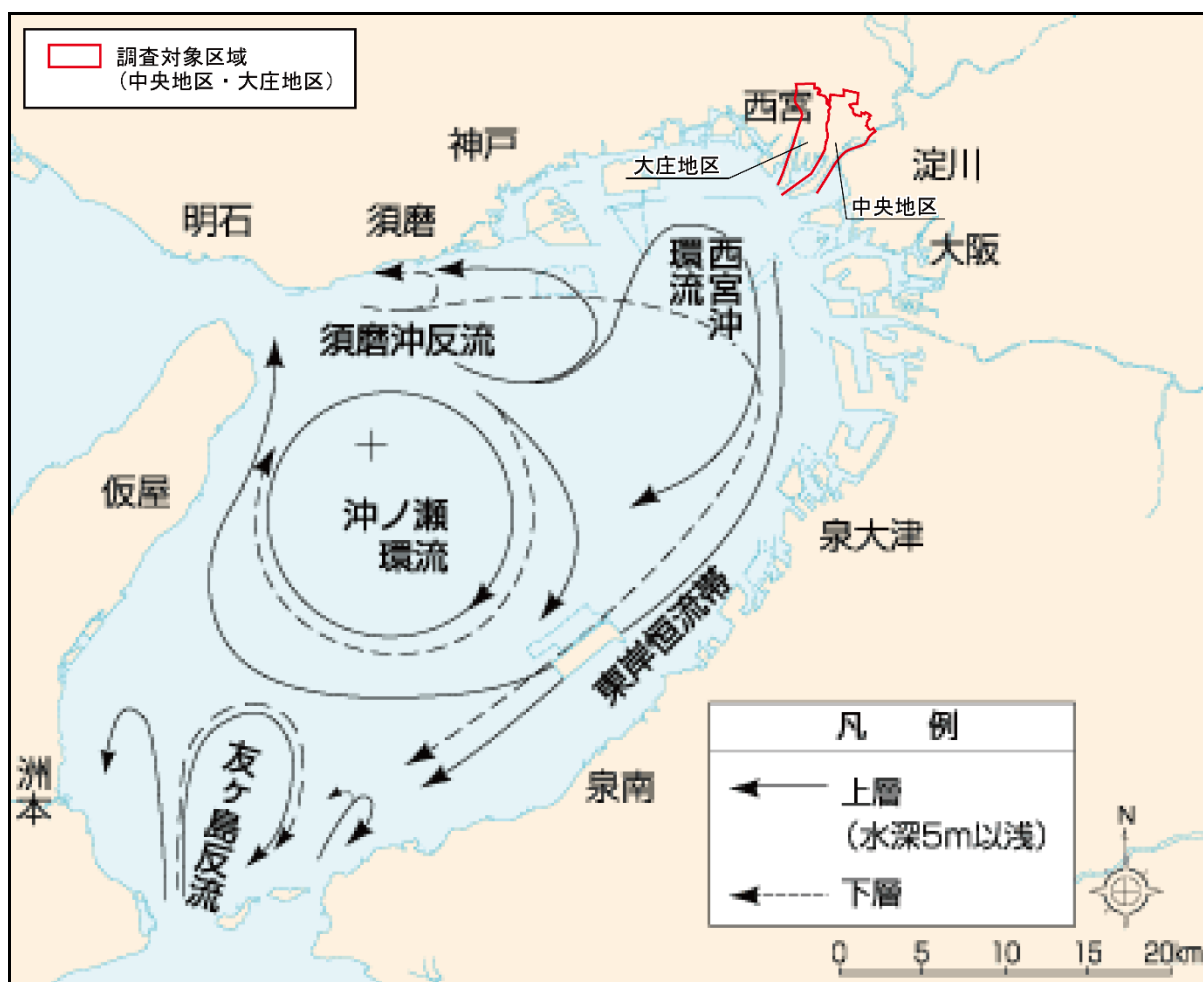 調査対象区域
(中央地区・大庄地区)
西宮
神戸
大庄地区
淀川
中央地区
明石
須磨
大阪
西宮沖
環流
須磨沖反流
仮屋
沖ノ瀬
環流
泉大津
東岸恒流帯
洲本
友ヶ島反流
泉南
凡 例
上層
(水深5m以浅)
下層
N
0 5 10 15 20km